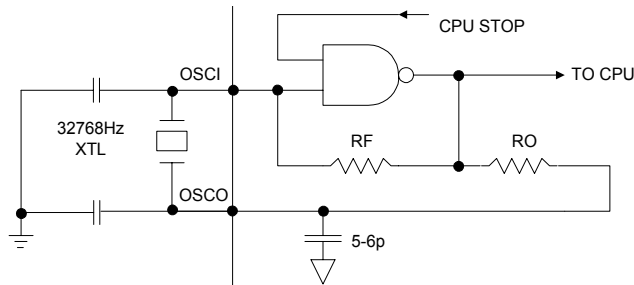 CPU STOP
OSCI
TO CPU
32768Hz
XTL
RF
RO
OSCO
5-6p